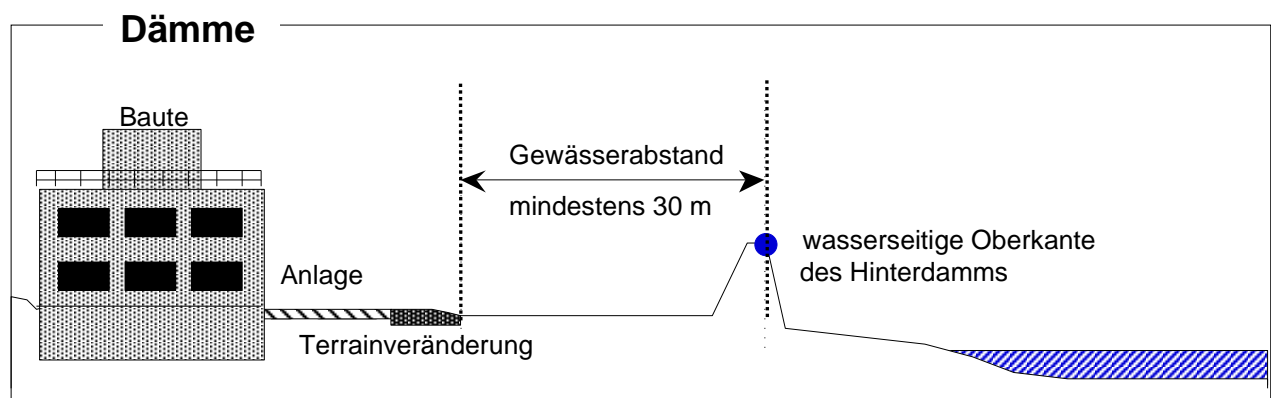 Dämme
Baute
Gewässerabstand
mindestens 30 m
wasserseitige Oberkante
des Hinterdamms
Anlage
Terrainveränderung